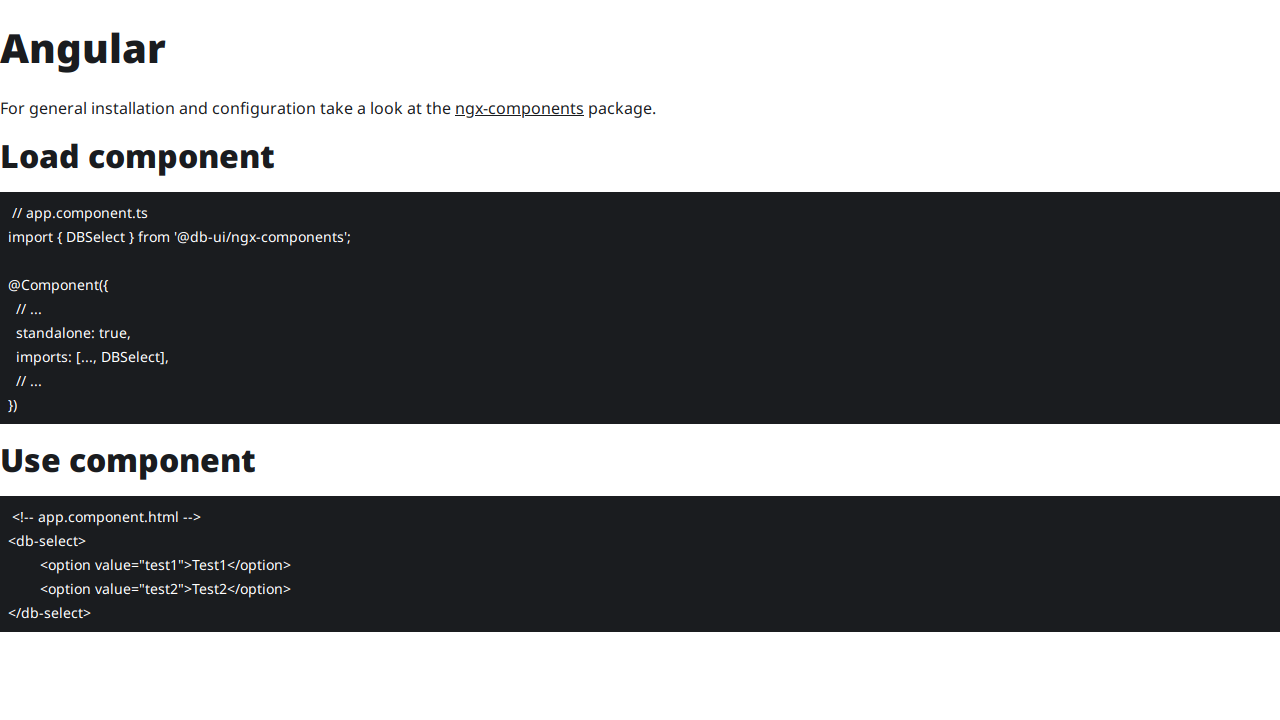 Angular
For general installation and configuration take a look at the ngx-components package.
Load component
// app.component.ts
import { DBSelect } from '@db-ui/ngx-components';
@Component({
// ...
standalone: true,
imports: [..., DBSelect],
// ...
})
Use component
<!-- app.component.html -->
<db-select>
<option value="test1">Test1</option>
<option value="test2">Test2</option>
</db-select>